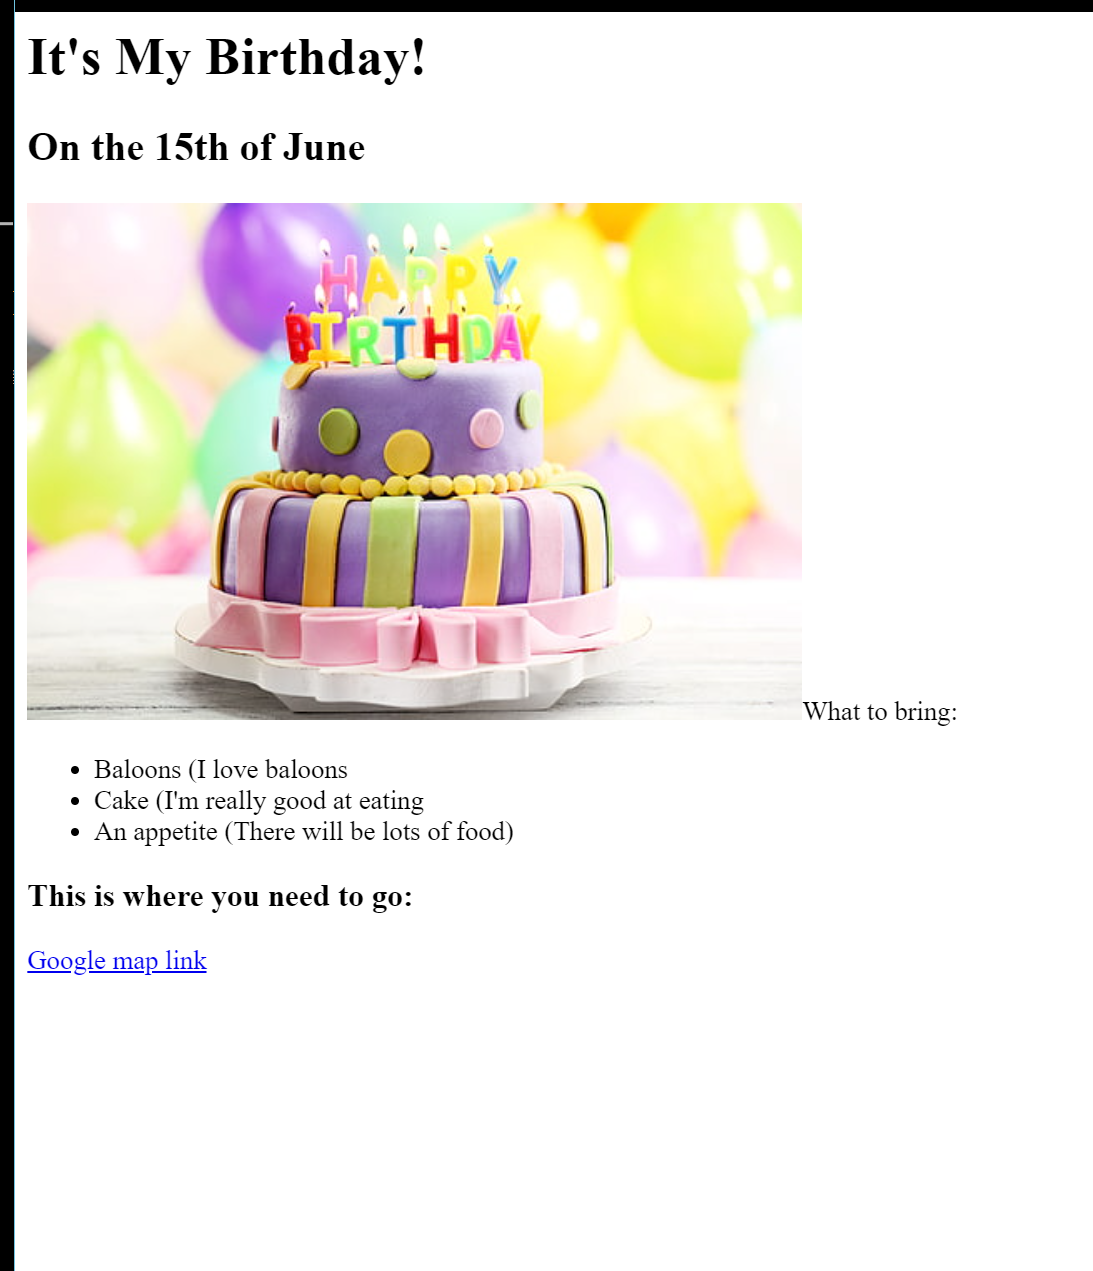 It's My Birthday!
On the 15th of June
HAPPY
BIRTHDAY
What to bring:
Baloons (I love baloons
Cake (I'm really good at eating
An appetite (There will be lots of food)
This is where you need to go:
Google map link